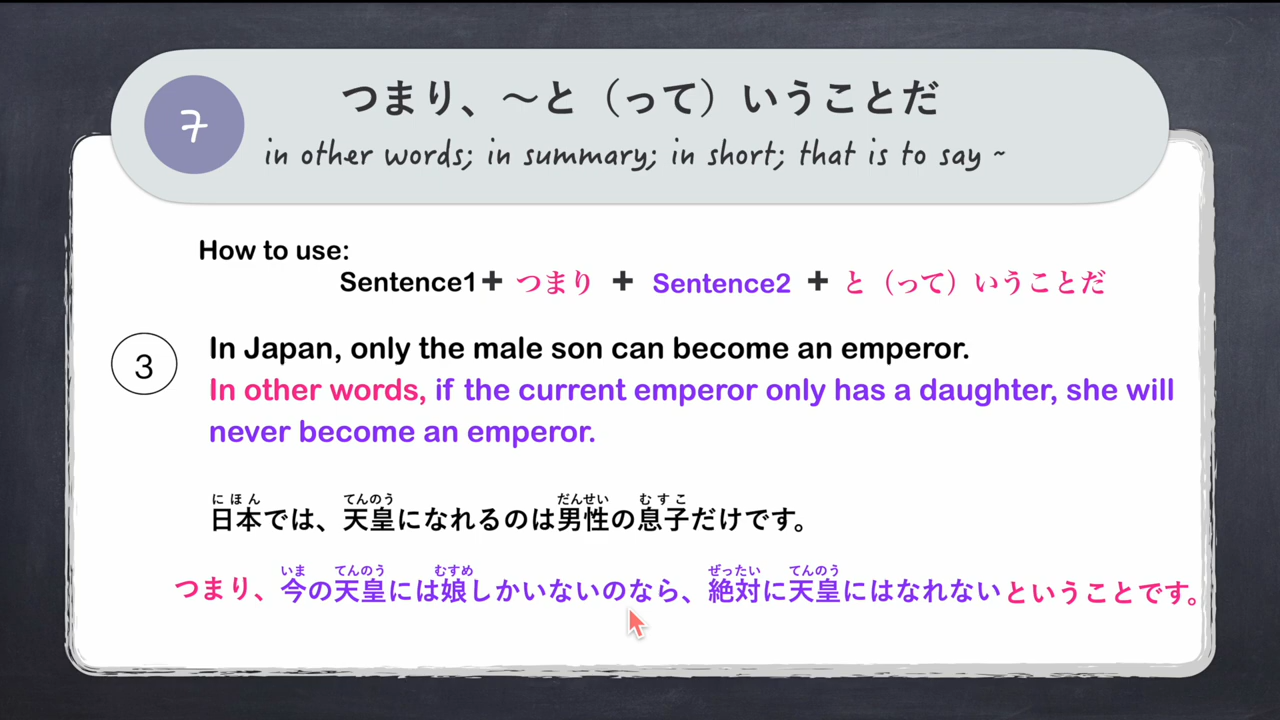 7
つまり、〜と（って）いうことだ
in other words; in summary; in short; that is to say ~
How to use:
Sentence1+ つまり + Sentence2 + と（って）いうことだ
3
In Japan, only the male son can become an emperor.
In other words, if the current emperor only has a daughter, she will
never become an emperor.
にほん てんのう だんせい むすこ
日本では、天皇になれるのは男性の息子だけです。
いま てんのう むすめ ぜったい てんのう
つまり、今の天皇には娘しかいないのなら、絶対に天皇にはなれないということです。